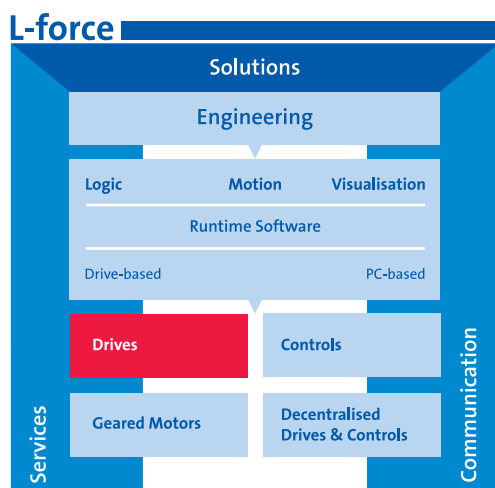 L-force
Solutions
Engineering
Logic Motion Visualisation
Runtime Software
Drive-based PC-based
Drives
Controls
Geared Motors
Decentralised
Drives & Controls
Services
Communication